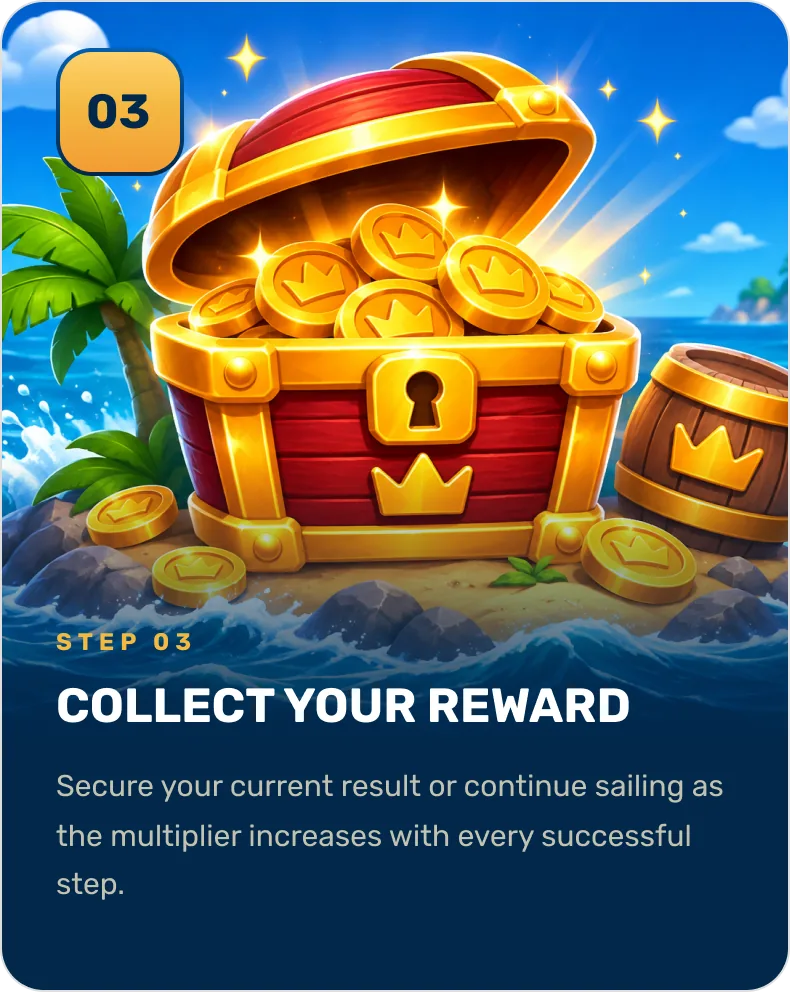 03
STEP 03
COLLECT YOUR REWARD
Secure your current result or continue sailing as
the multiplier increases with every successful
step.